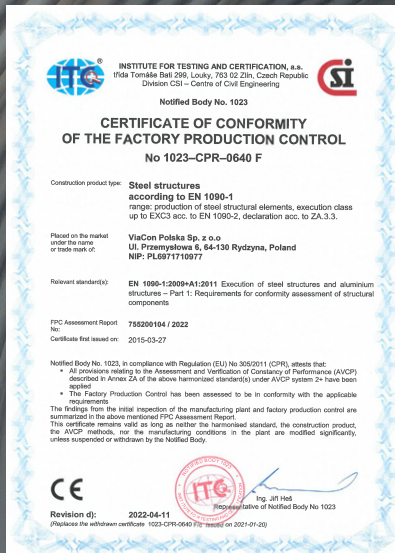 ITC®
INSTITUTE FOR TESTING AND CERTIFICATION, a.s.
třída Tomáše Bati 299, Louky, 763 02 Zlín, Czech Republic
Division CSI – Centre of Civil Engineering
CSI
Notified Body No. 1023
CERTIFICATE OF CONFORMITY
OF THE FACTORY PRODUCTION CONTROL
No 1023–CPR–0640 F
Construction product type: Steel structures
according to EN 1090-1
range: production of structural elements, execution class
up to EXC3 acc. to EN 1090-2, declaration acc. to ZA.3.3.
Placed on the market ViaCon Polska Sp. z o.o
under the name Ul. Przemysłowa 6, 64-130 Rydzyna, Poland
or trade mark of: NIP: PL6971710977
Relevant standard(s): EN 1090-1:2009+A1:2011 Execution of steel structures and aluminium
structures – Part 1: Requirements for conformity assessment of structural
components
FPC Assessment Report 755200104 / 2022
No:
Certificate first issued on: 2015-03-27
Notified Body No. 1023, in compliance with Regulation (EU) No 305/2011 (CPR), attests that:
• All provisions relating to the Assessment and Verification of Constancy of Performance (AVCP)
described in Annex ZA of the above harmonized standard(s) under AVCP system 2+ have been
applied
• The Factory Production Control has been assessed to be in conformity with the applicable
requirements
The findings from the initial inspection of the manufacturing plant and factory production control are
summarized in the above mentioned FPC Assessment Report.
This certificate remains valid as long as neither the harmonised standard, the construction product,
the AVCP methods, nor the manufacturing conditions in the plant are modified significantly,
unless suspended or withdrawn by the Notified Body.
CE
ITC
Ing. Jiří Heš
Representative of Notified Body No 1023
Revision d): 2022-04-11
(Replaces the withdrawn certificate 1023-CPR-0640 F issued on 2021-01-20)